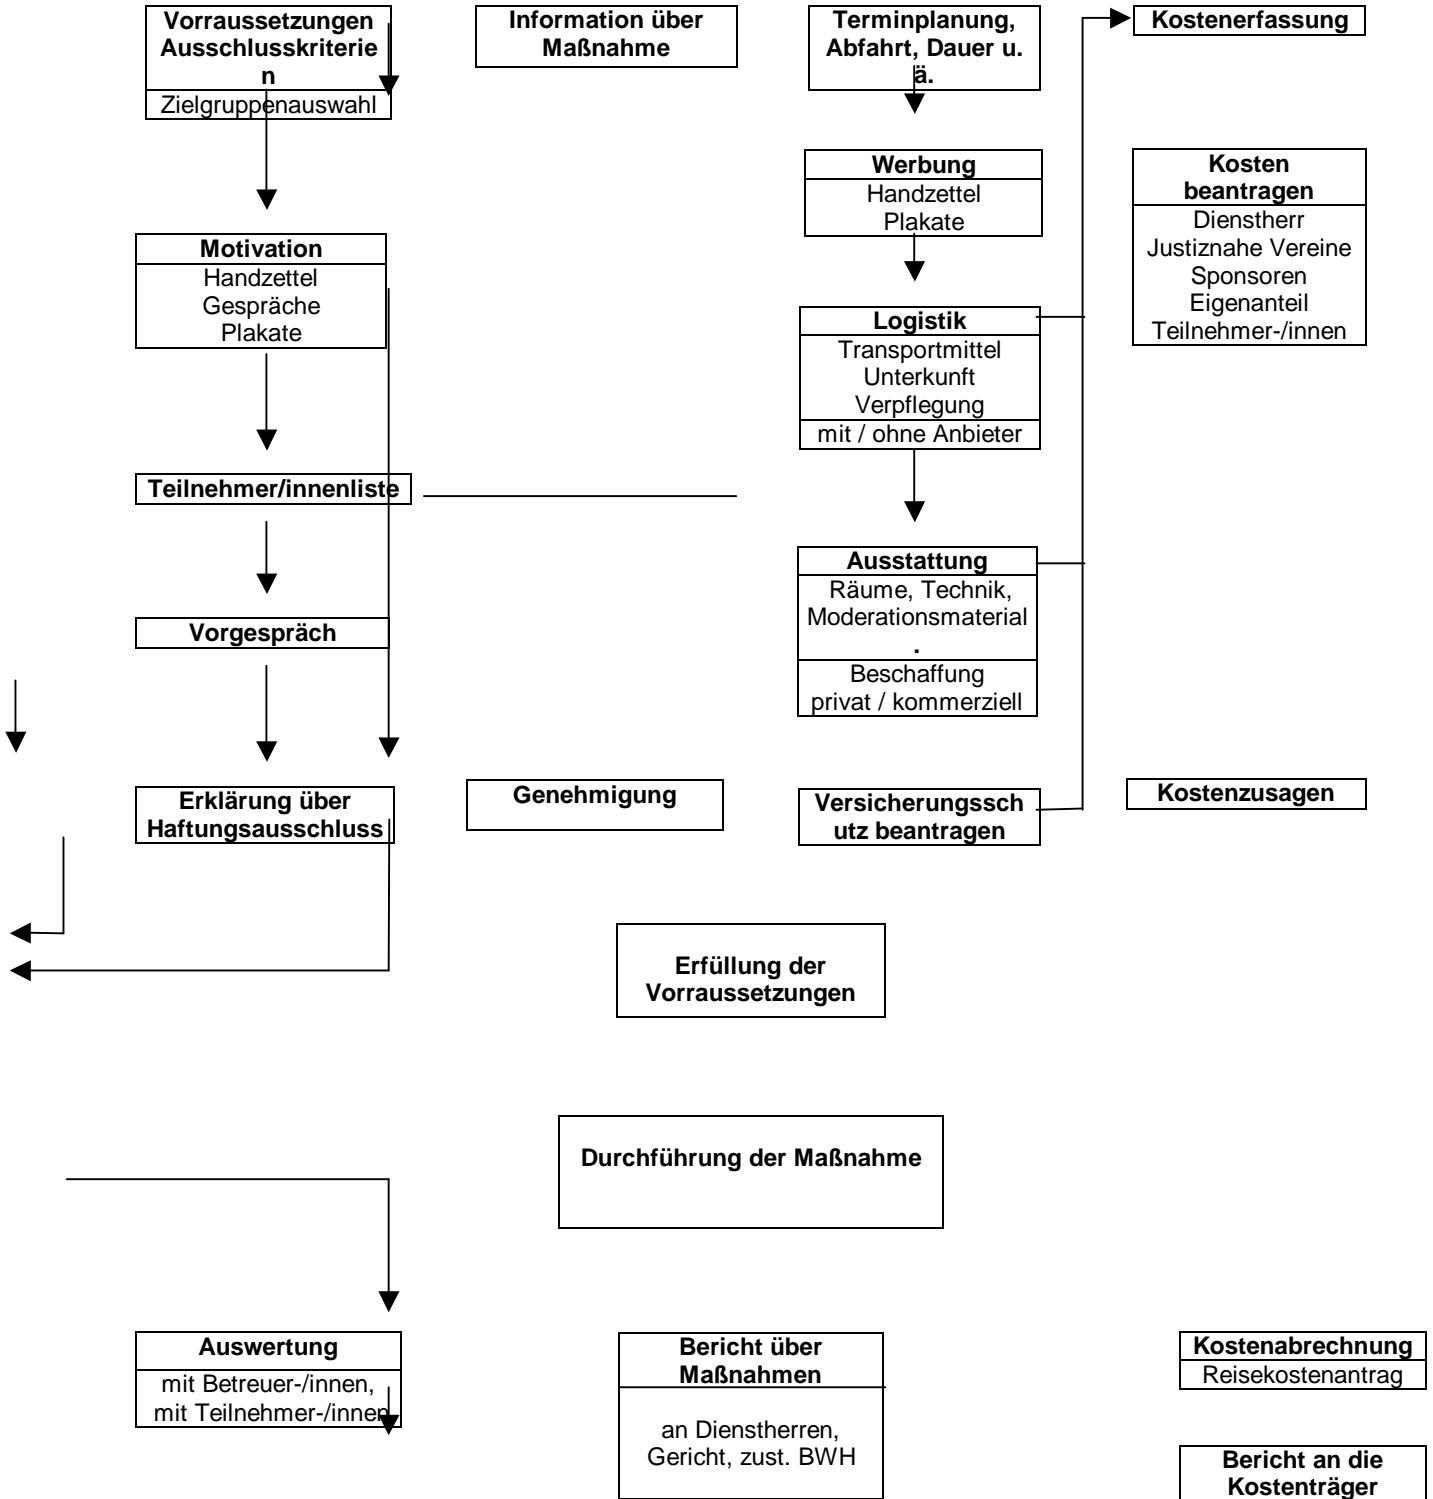 Vorraussetzungen
Ausschlusskriterie
n
Zielgruppenauswahl
Information über
Maßnahme
Terminplanung,
Abfahrt, Dauer u.
ä.
Kostenerfassung
Werbung
Handzettel
Plakate
Kosten
beantragen
Dienstherr
Justiznahe Vereine
Sponsoren
Eigenanteil
Teilnehmer-/innen
Motivation
Handzettel
Gespräche
Plakate
Logistik
Transportmittel
Unterkunft
Verpflegung
mit / ohne Anbieter
Teilnehmer/innenliste
Ausstattung
Räume, Technik,
Moderationsmaterial
.
Beschaffung
privat / kommerziell
Vorgespräch
Erklärung über
Haftungsausschluss
Genehmigung
Versicherungssch
utz beantragen
Kostenzusagen
Erfüllung der
Vorraussetzungen
Durchführung der Maßnahme
Auswertung
mit Betreuer-/innen,
mit Teilnehmer-/innen
Bericht über
Maßnahmen
an Dienstherren,
Gericht, zust. BWH
Kostenabrechnung
Reisekostenantrag
Bericht an die
Kostenträger